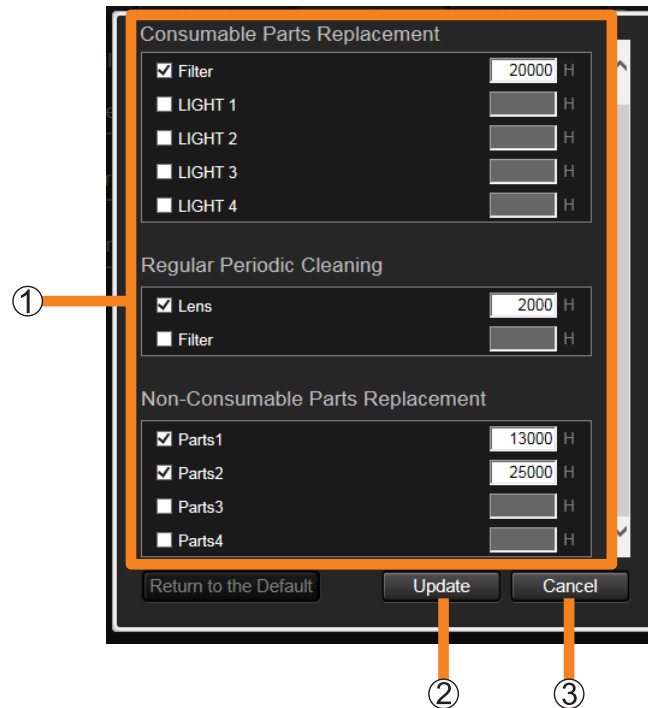 Consumable Parts Replacement
Filter 20000 H
LIGHT 1 H
LIGHT 2 H
LIGHT 3 H
LIGHT 4 H
Regular Periodic Cleaning
① Lens 2000 H
Filter H
Non-Consumable Parts Replacement
Parts1 13000 H
Parts2 25000 H
Parts3 H
Parts4 H
Return to the Default Update Cancel
② ③